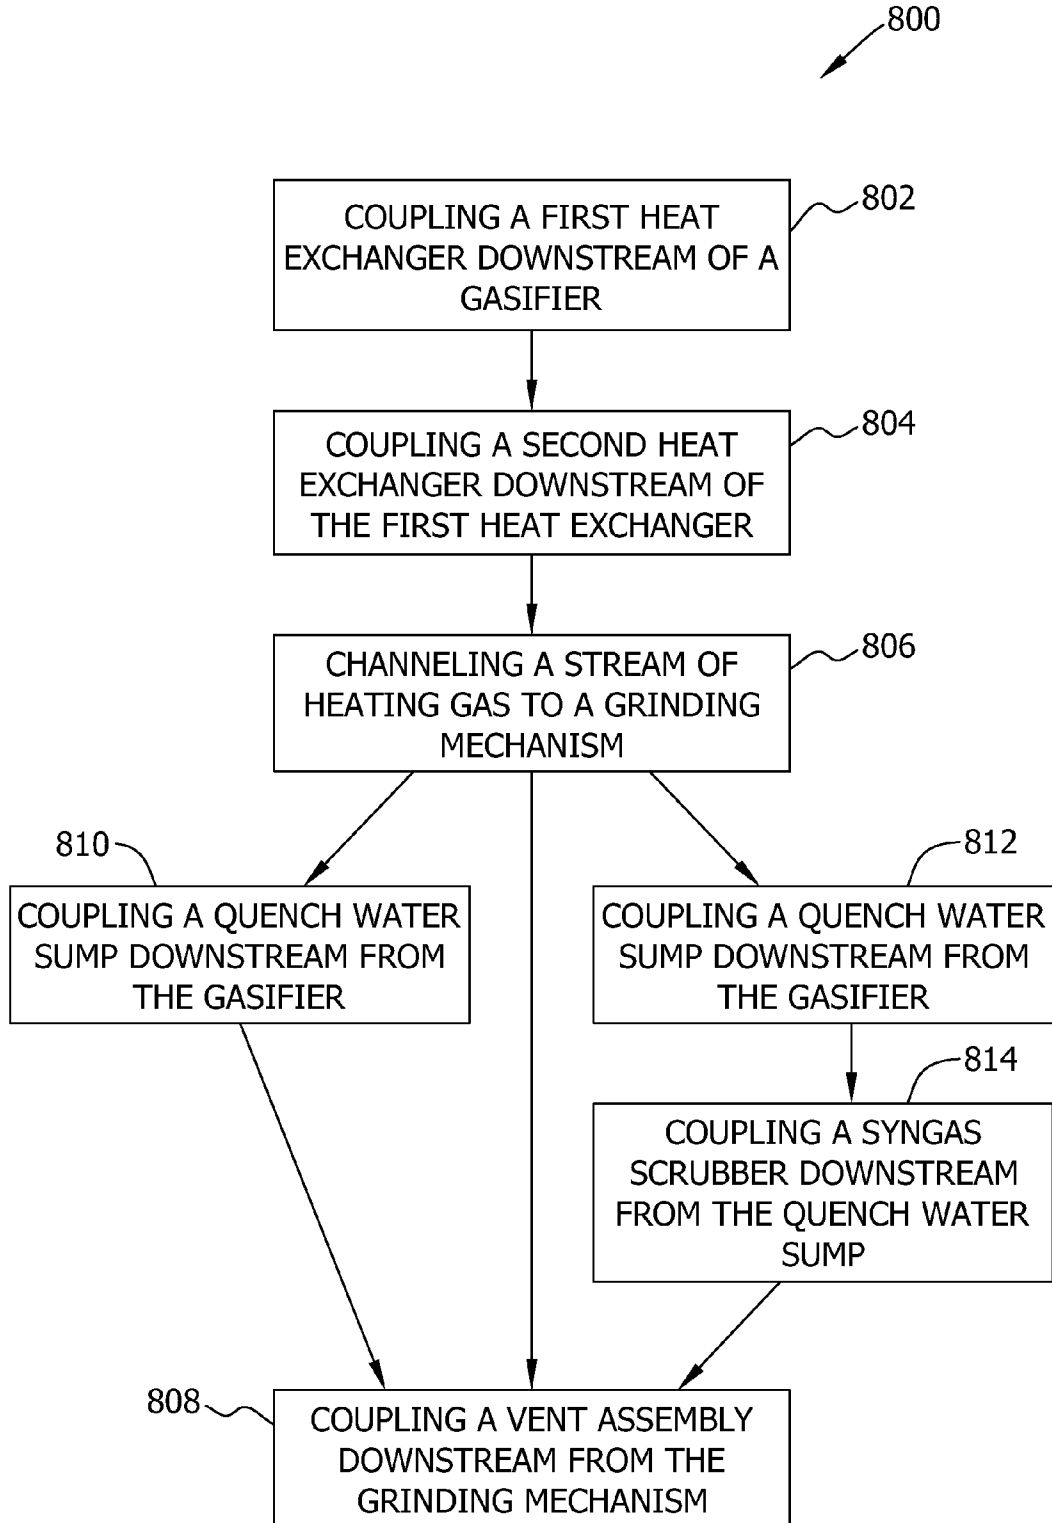 800
802
COUPLING A FIRST HEAT
EXCHANGER DOWNSTREAM OF A
GASIFIER
804
COUPLING A SECOND HEAT
EXCHANGER DOWNSTREAM OF
THE FIRST HEAT EXCHANGER
806
CHANNELING A STREAM OF
HEATING GAS TO A GRINDING
MECHANISM
810
COUPLING A QUENCH WATER
SUMP DOWNSTREAM FROM
THE GASIFIER
812
COUPLING A QUENCH WATER
SUMP DOWNSTREAM FROM
THE GASIFIER
814
COUPLING A SYNGAS
SCRUBBER DOWNSTREAM
FROM THE QUENCH WATER
SUMP
808
COUPLING A VENT ASSEMBLY
DOWNSTREAM FROM THE
GRINDING MECHANISM